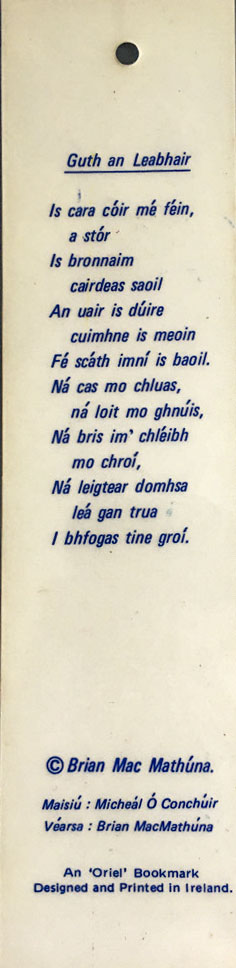 Guth an Leabhair
Is cara cóir mé féin,
a stór
Is bronnaim
cairdeas saoil
An uair is dúire
cuimhne is meoin
Fé scáth imní is baoil.
Ná cas mo chluas,
ná loit mo ghnúis,
Ná bris im' chléibh
mo chroí,
Ná leigtear domhsa
leá gan trua
I bhfogas tine groí.
© Brian Mac Mathúna.
Maisiú : Micheál Ó Conchúir
Véarsa : Brian MacMathúna
An 'Oriel' Bookmark
Designed and Printed in Ireland.